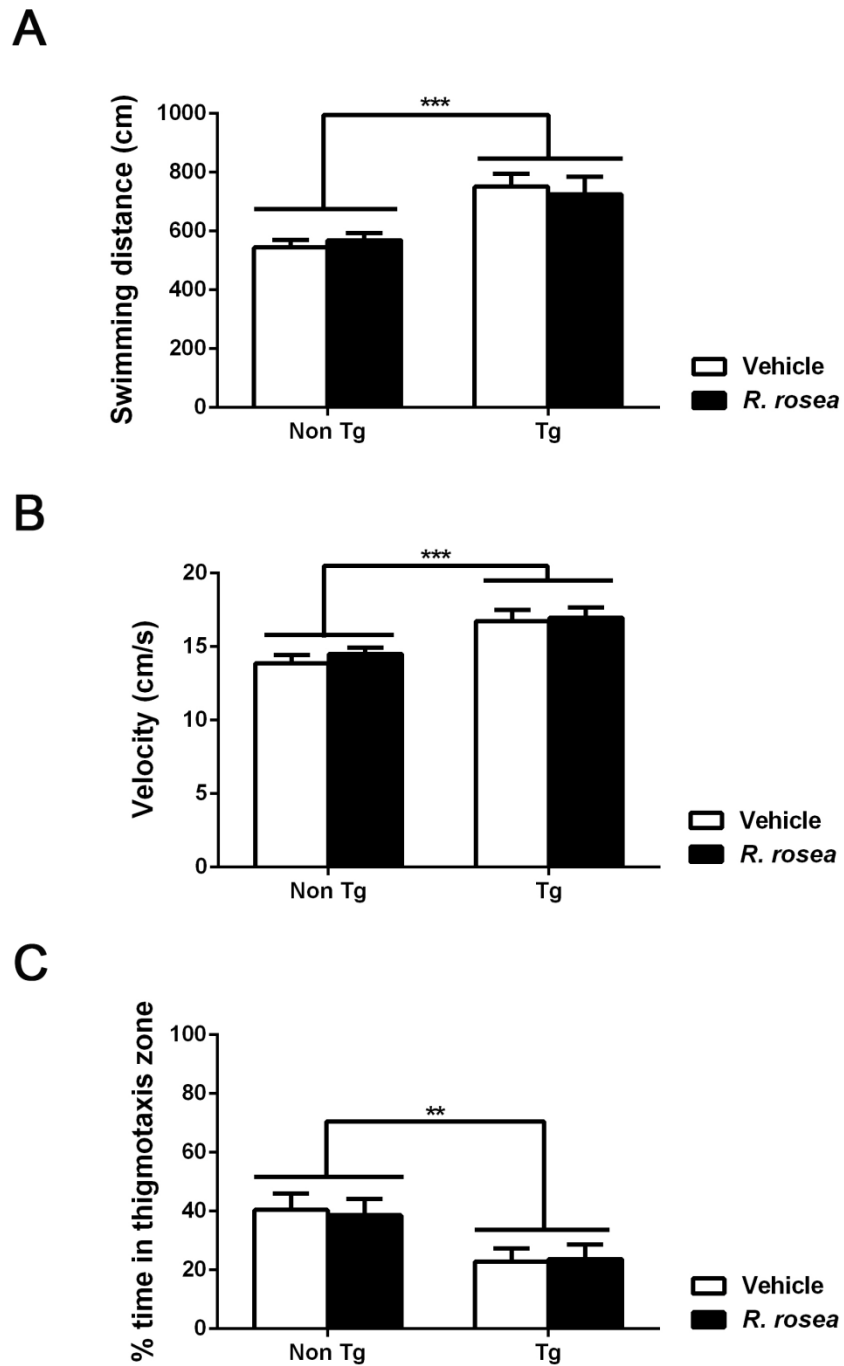 A
Swimming distance (cm)
1000
800
600
400
200
0
***
Non Tg
Tg
Vehicle
R. rosea
B
Velocity (cm/s)
20
15
10
5
0
***
Non Tg
Tg
Vehicle
R. rosea
C
% time in thigmotaxis zone
100
80
60
40
20
0
**
Non Tg
Tg
Vehicle
R. rosea